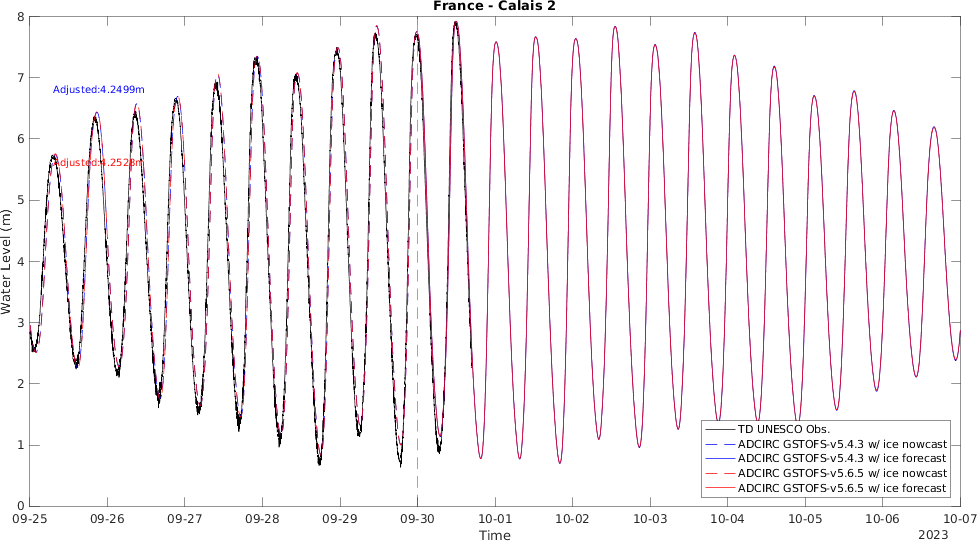 France - Calais 2
8
7
6
5
4
3
2
1
0
Water Level (m)
Adjusted:4.2499m
Adjusted:4.2528m
TD UNESCO Obs.
ADCIRC GSTOFS-v5.4.3 w/ ice nowcast
ADCIRC GSTOFS-v5.4.3 w/ ice forecast
ADCIRC GSTOFS-v5.6.5 w/ ice nowcast
ADCIRC GSTOFS-v5.6.5 w/ ice forecast
09-25 09-26 09-27 09-28 09-29 09-30 10-01 10-02 10-03 10-04 10-05 10-06 10-07
Time
2023